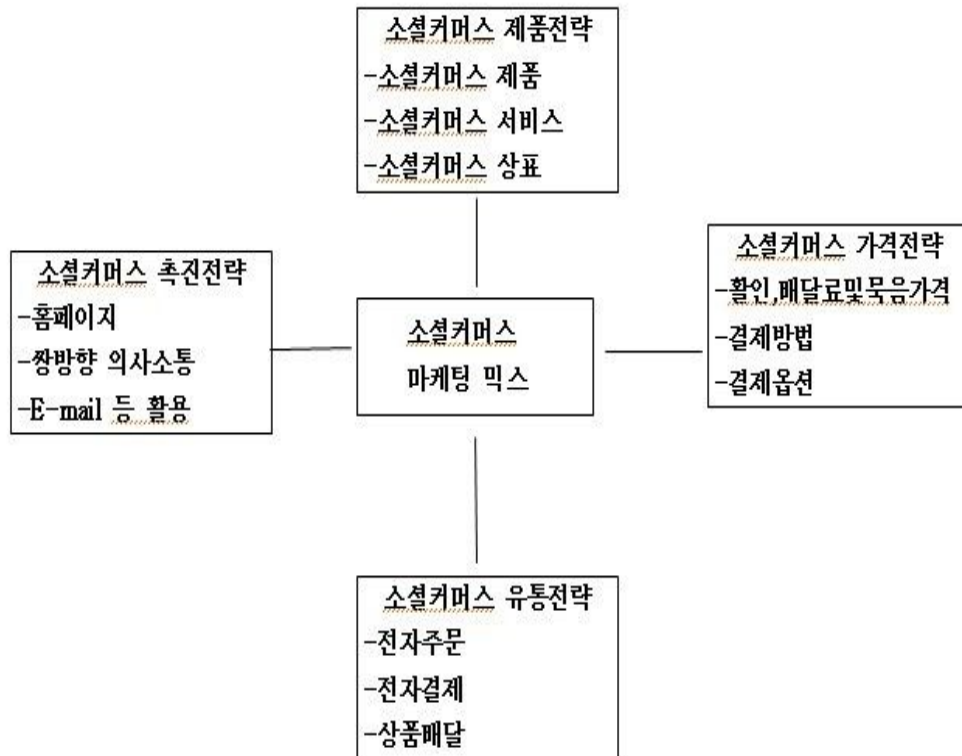 소셜커머스 제품전략
-소셜커머스 제품
-소셜커머스 서비스
-소셜커머스 상표
소셜커머스 촉진전략
-홈페이지
-쌍방향 의사소통
-E-mail 등 활용
소셜커머스
마케팅 믹스
소셜커머스 가격전략
-할인,배달료및묶음가격
-결제방법
-결제옵션
소셜커머스 유통전략
-전자주문
-전자결제
-상품배달